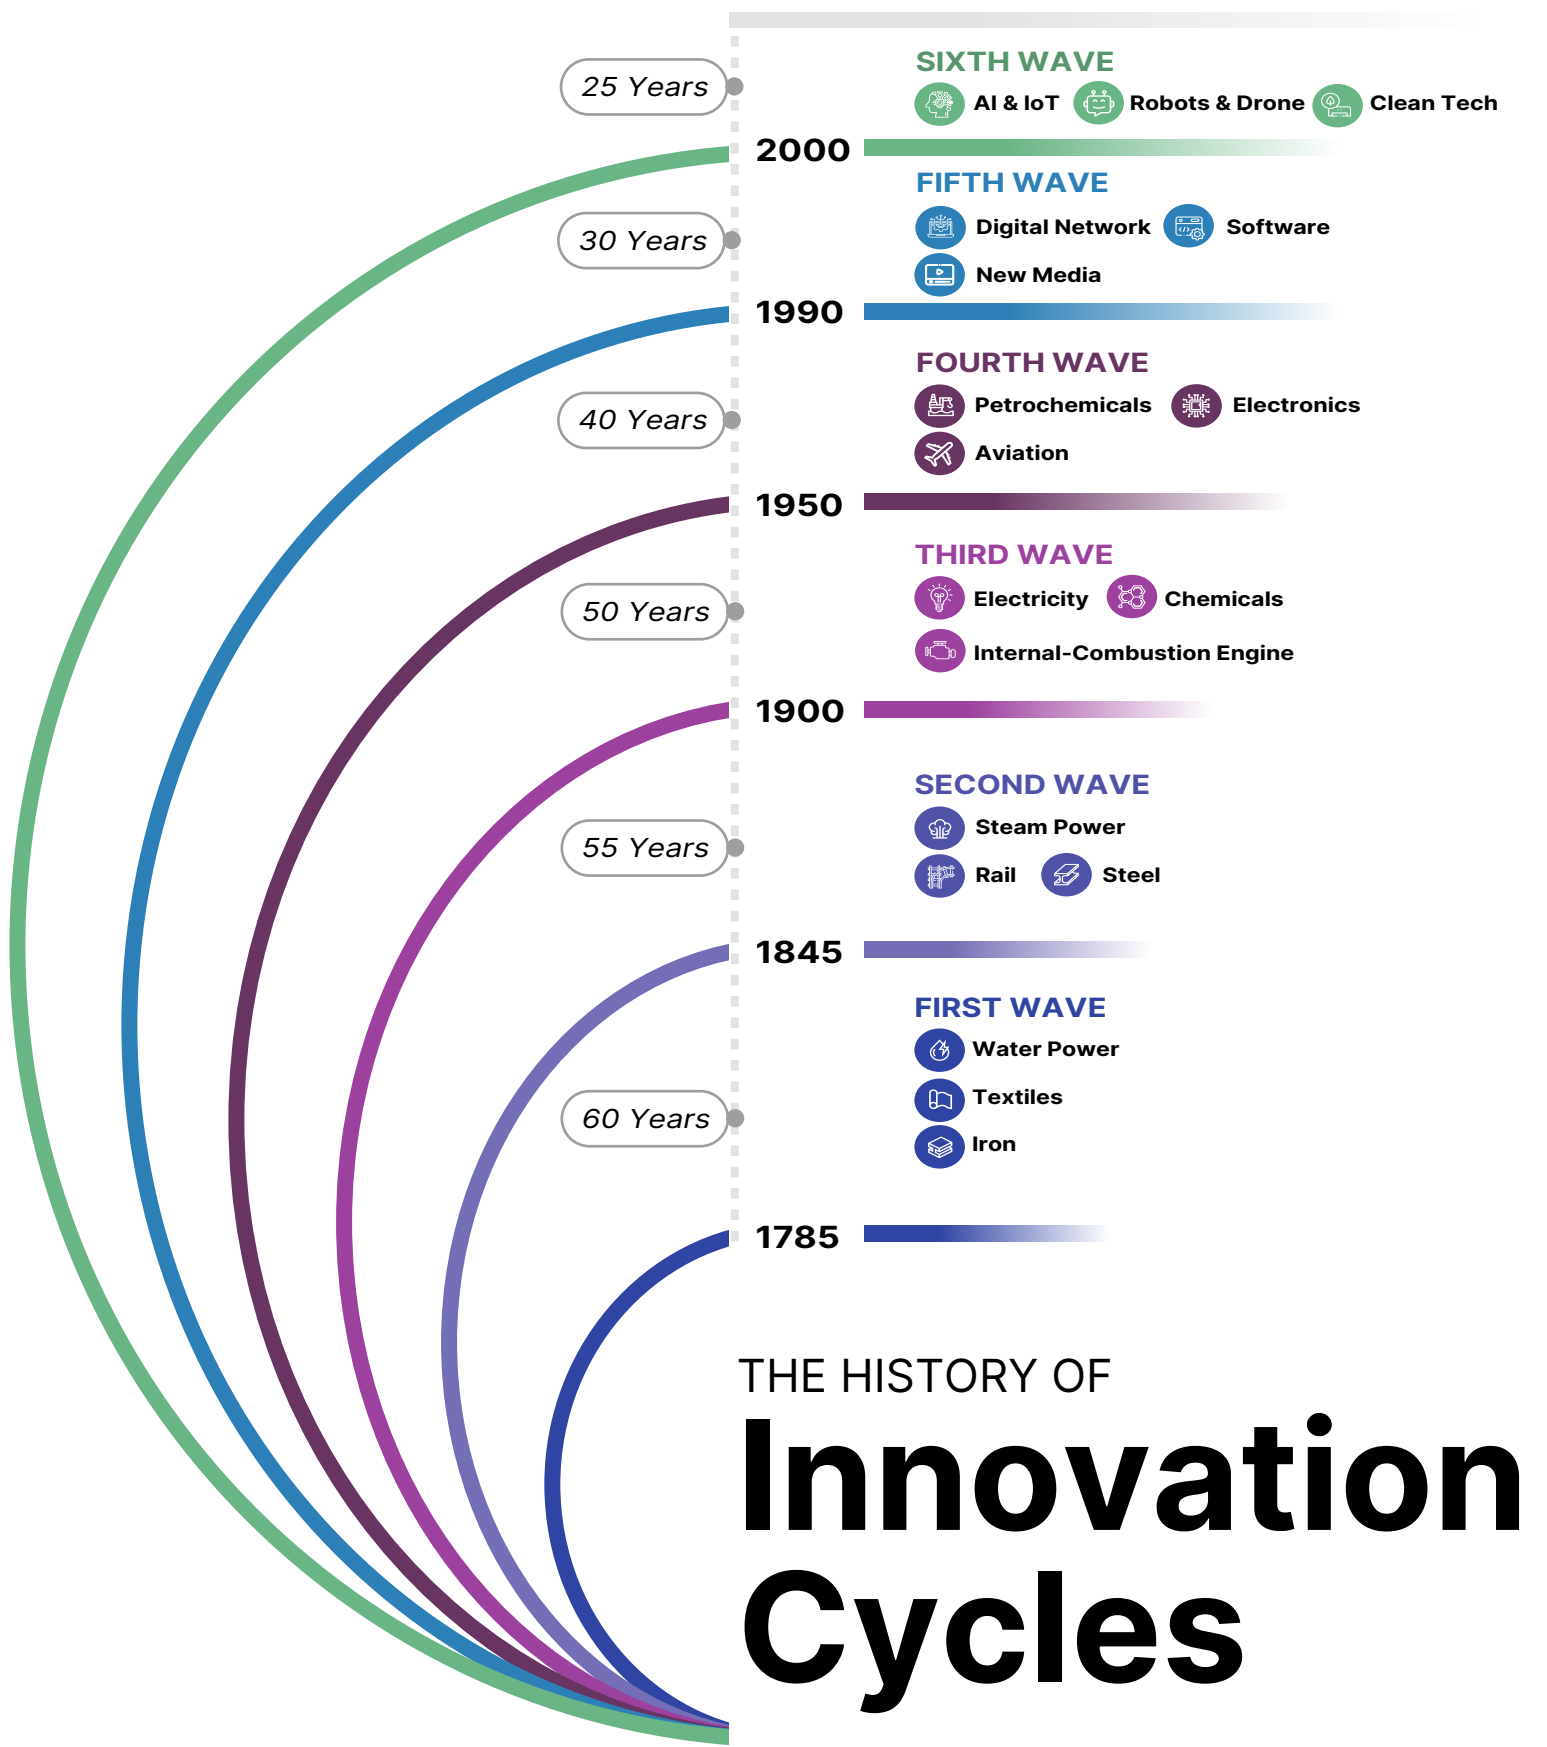 25 Years
SIXTH WAVE
AI & IoT Robots & Drone Clean Tech
2000
FIFTH WAVE
30 Years
Digital Network Software
New Media
1990
FOURTH WAVE
40 Years
Petrochemicals Electronics
Aviation
1950
THIRD WAVE
50 Years
Electricity Chemicals
Internal-Combustion Engine
1900
SECOND WAVE
55 Years
Steam Power
Rail Steel
1845
FIRST WAVE
60 Years
Water Power
Textiles
Iron
1785
THE HISTORY OF
Innovation
Cycles